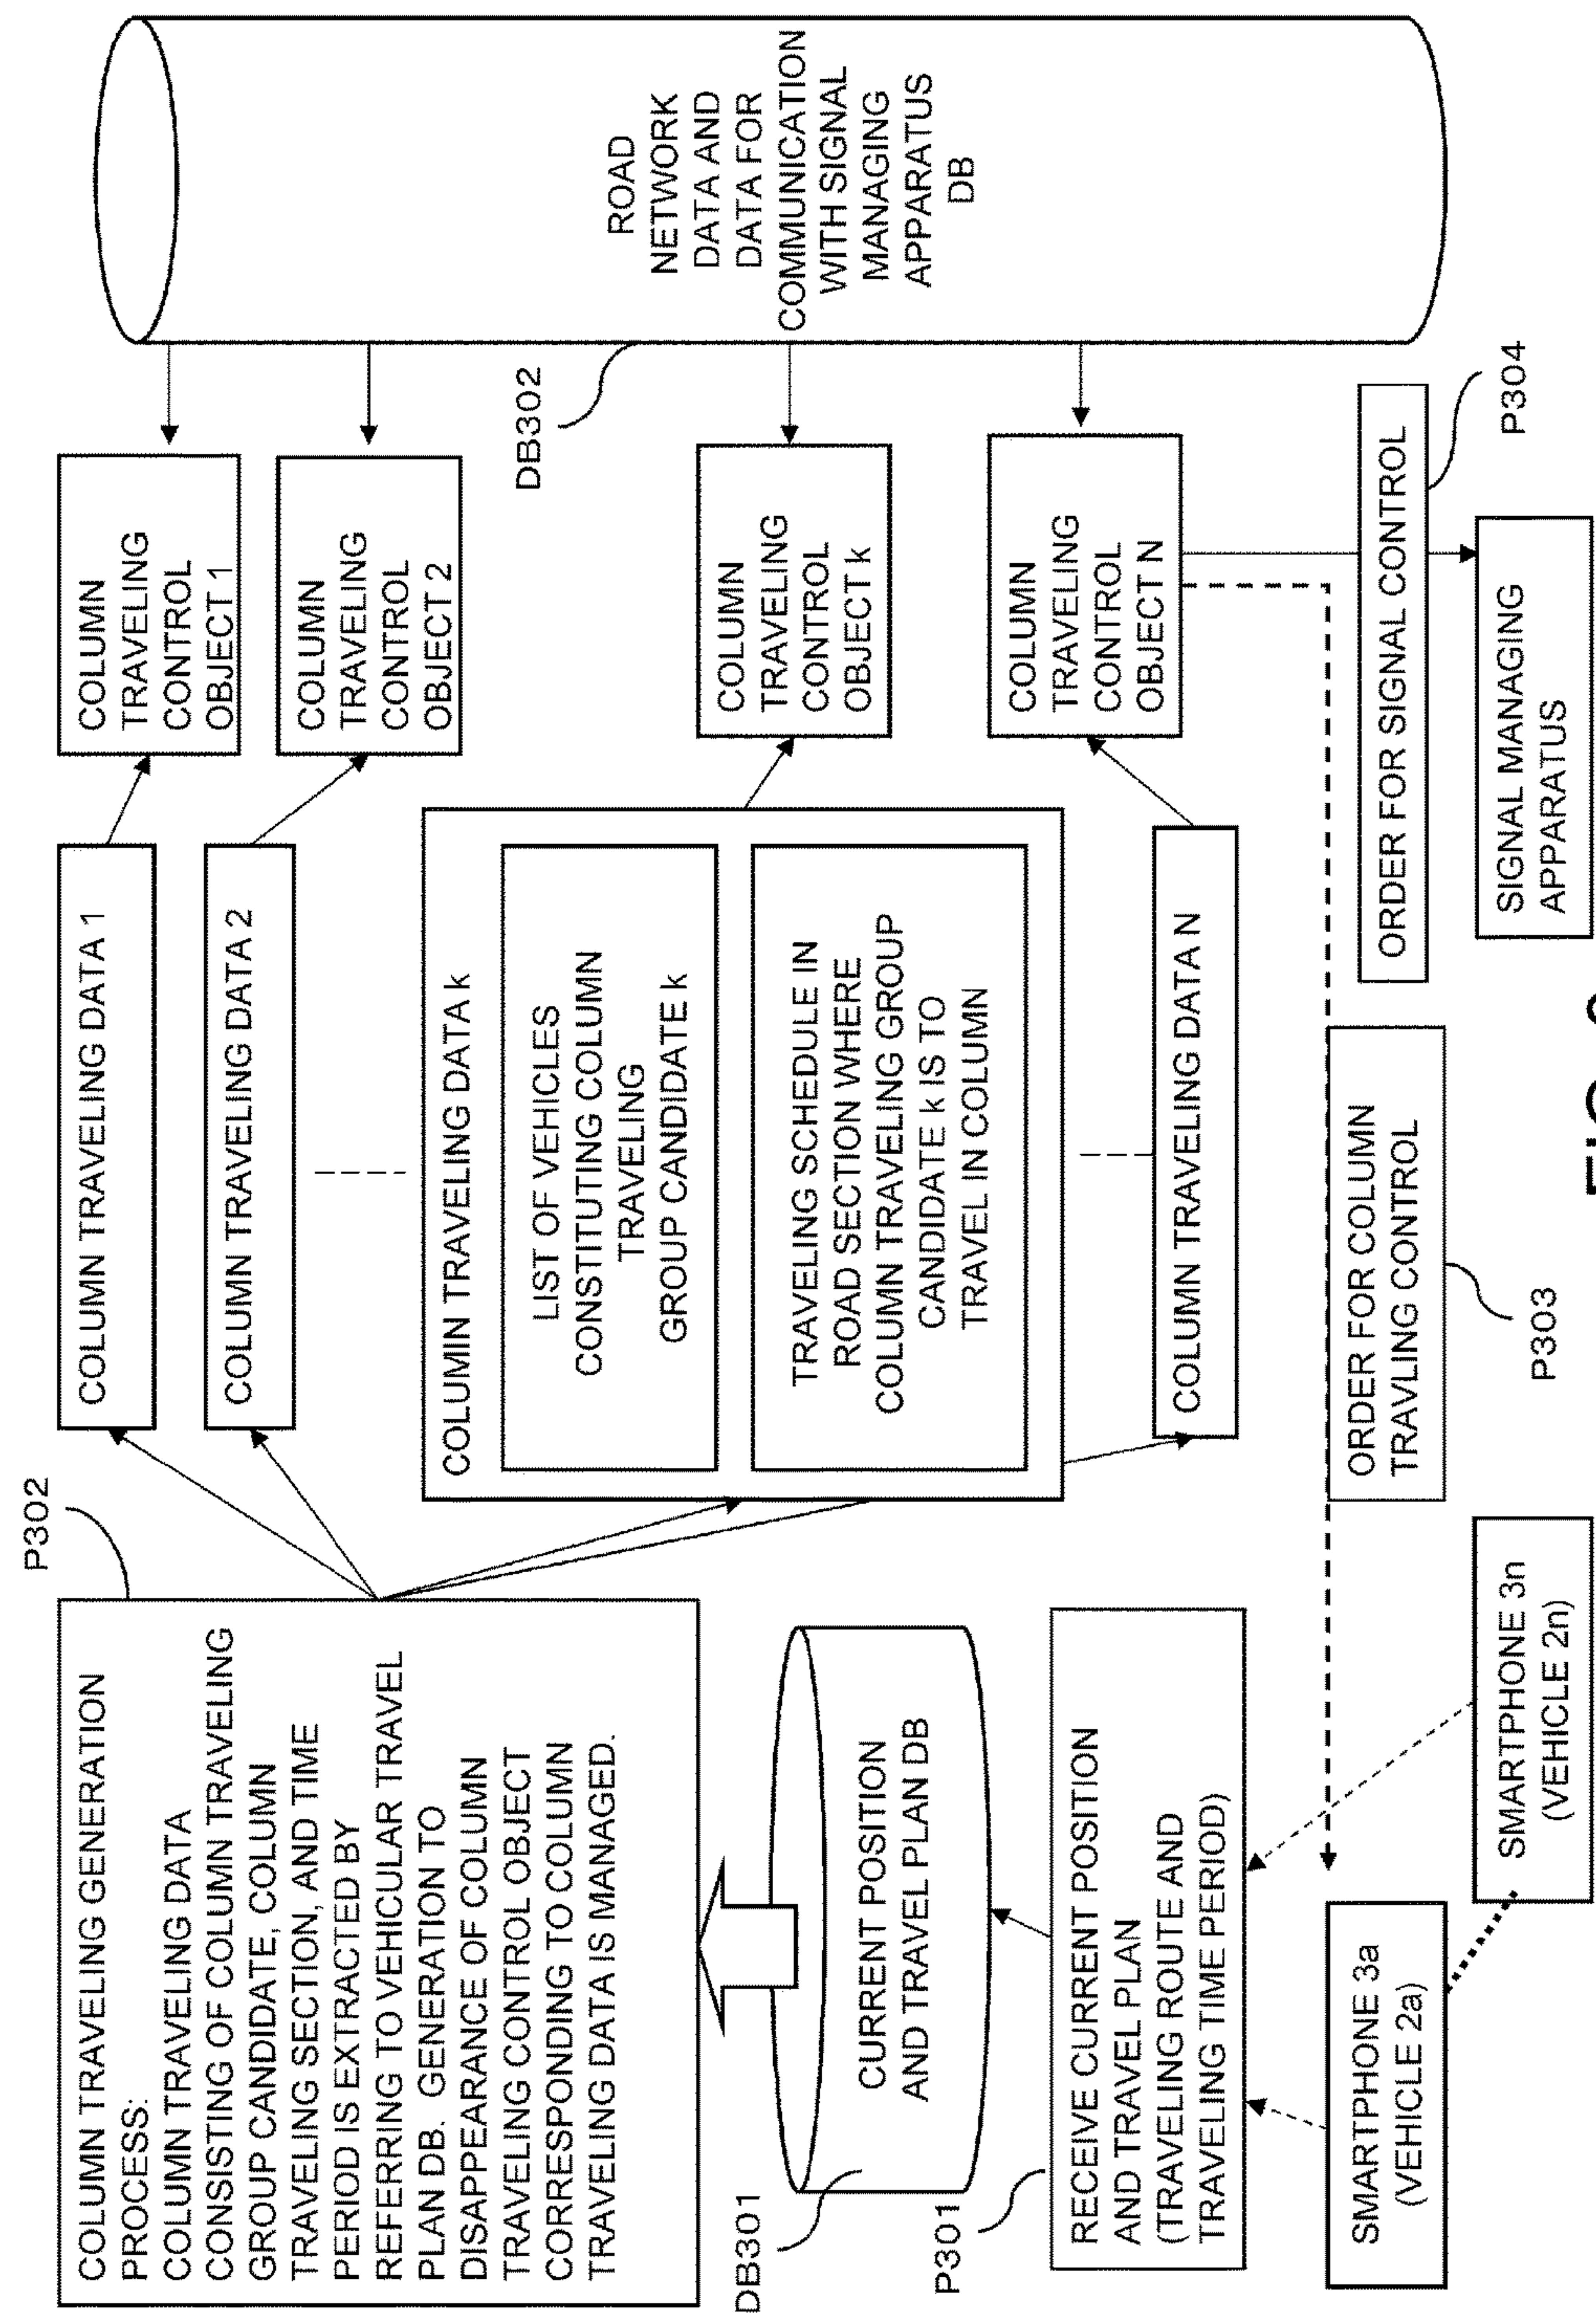 P302
COLUMN TRAVELING GENERATION
PROCESS:
COLUMN TRAVELING DATA
CONSISTING OF COLUMN TRAVELING
GROUP CANDIDATE, COLUMN
TRAVELING SECTION, AND TIME
PERIOD IS EXTRACTED BY
REFERRING TO VEHICULAR TRAVEL
PLAN DB. GENERATION TO
DISAPPEARANCE OF COLUMN
TRAVELING CONTROL OBJECT
CORRESPONDING TO COLUMN
TRAVELING DATA IS MANAGED.
DB301
CURRENT POSITION
AND TRAVEL PLAN DB
P301
RECEIVE CURRENT POSITION
AND TRAVEL PLAN
(TRAVELING ROUTE AND
TRAVELING TIME PERIOD)
SMARTPHONE 3a
(VEHICLE 2a)
SMARTPHONE 3n
(VEHICLE 2n)
COLUMN TRAVELING DATA 1
COLUMN TRAVELING DATA 2
COLUMN TRAVELING DATA k
LIST OF VEHICLES
CONSTITUTING COLUMN
TRAVELING
GROUP CANDIDATE k
TRAVELING SCHEDULE IN
ROAD SECTION WHERE
COLUMN TRAVELING GROUP
CANDIDATE k IS TO
TRAVEL IN COLUMN
COLUMN TRAVELING DATA N
ORDER FOR COLUMN
TRAVLING CONTROL
P303
COLUMN
TRAVELING
CONTROL
OBJECT 1
COLUMN
TRAVELING
CONTROL
OBJECT 2
COLUMN
TRAVELING
CONTROL
OBJECT k
COLUMN
TRAVELING
CONTROL
OBJECT N
DB302
ORDER FOR SIGNAL CONTROL
P304
SIGNAL MANAGING
APPARATUS
ROAD
NETWORK
DATA AND
DATA FOR
COMMUNICATION
WITH SIGNAL
MANAGING
APPARATUS
DB